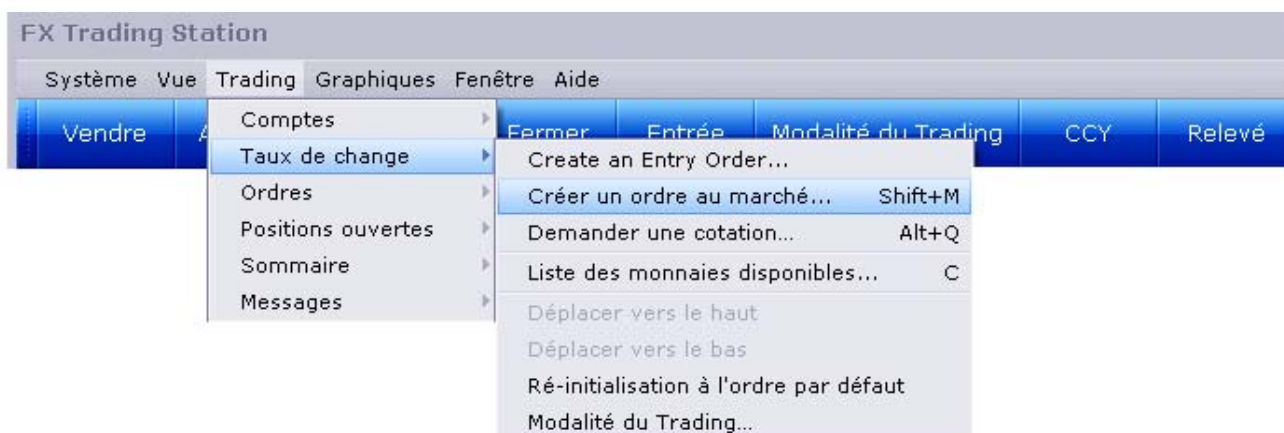 FX Trading Station
Système Vue Trading Graphiques Fenêtre Aide
Vendre Fermer Entrée Modalité du Trading CCY Relevé
Comptes
Taux de change
Ordres
Positions ouvertes
Sommaire
Messages
Create an Entry Order...
Créer un ordre au marché... Shift+M
Demander une cotation... Alt+Q
Liste des monnaies disponibles... C
Déplacer vers le haut
Déplacer vers le bas
Ré-initialisation à l'ordre par défaut
Modalité du Trading...